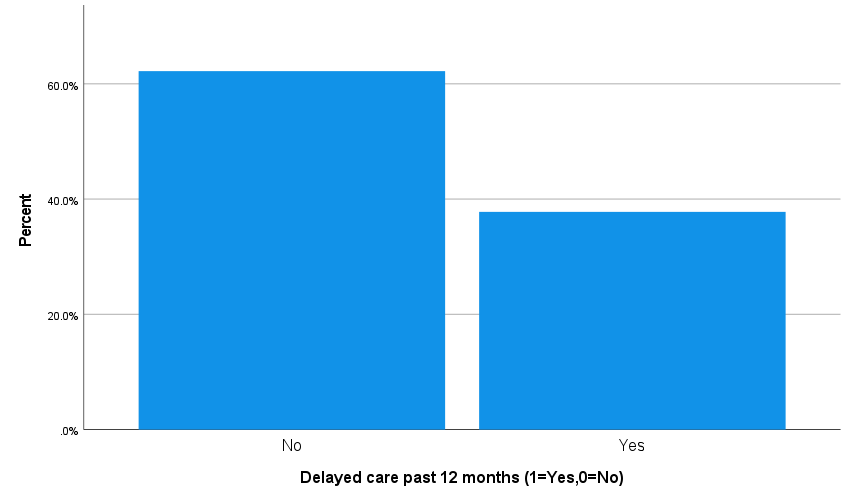 60.0%
40.0%
20.0%
.0%
Percent
No
Yes
Delayed care past 12 months (1=Yes,0=No)